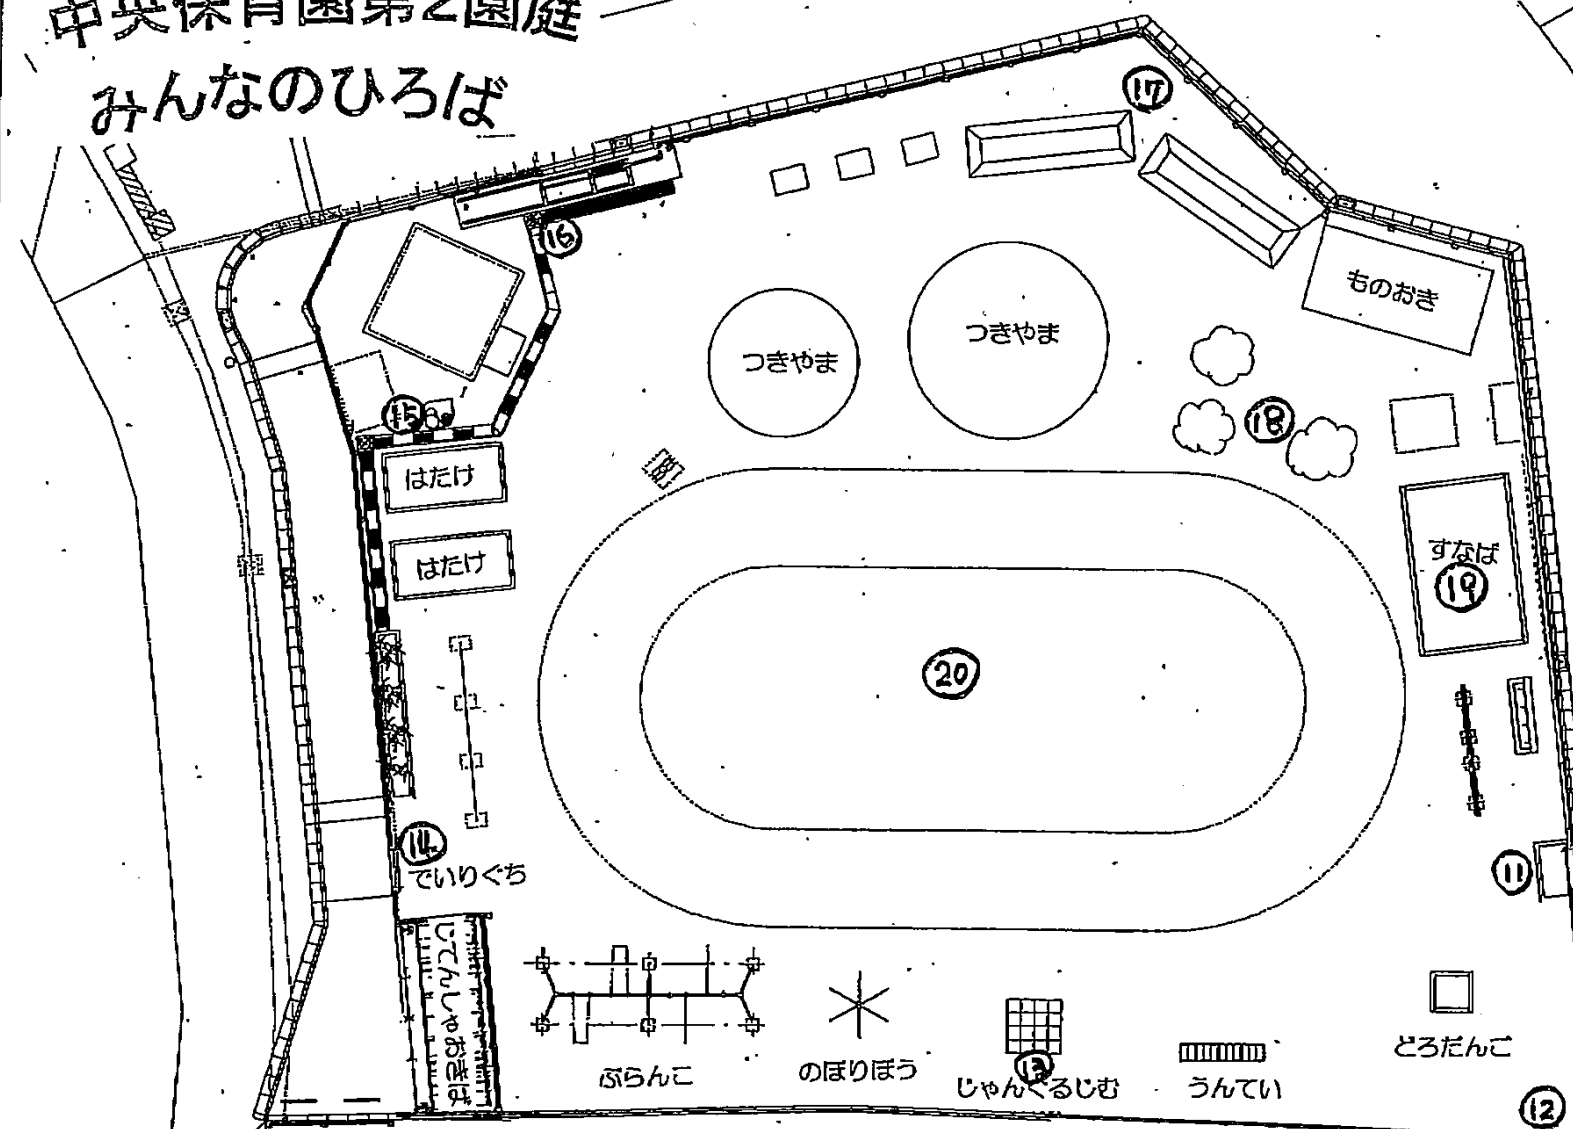 中央保育園第2園庭
みんなのひろば
⑰
⑯
ものおき
つきやま
つきやま
⑮
⑱
はたけ
はたけ
すなば
⑲
⑳
⑭
でいりぐち
⑪
じてんしゃおきば
ぶらんこ
のぼりぼう
⑬
じゃんぐるじむ
うんてい
どろだんご
⑫